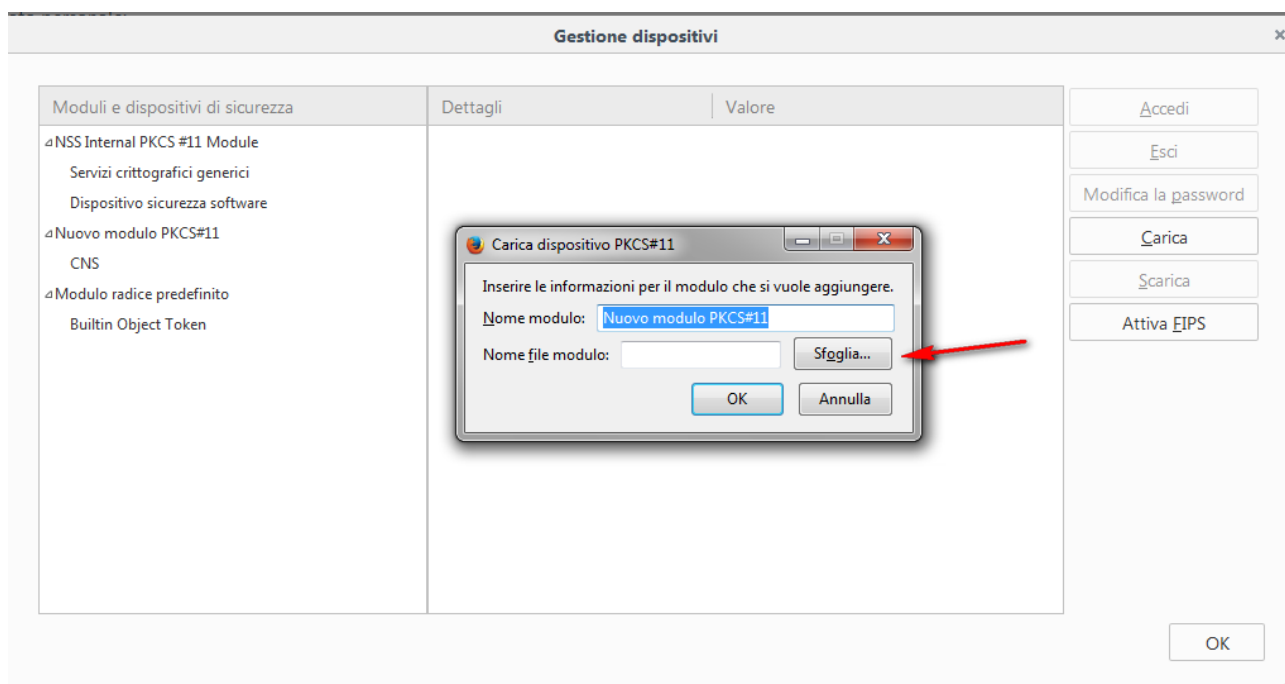 Gestione dispositivi
Moduli e dispositivi di sicurezza
Dettagli
Valore
NSS Internal PKCS #11 Module
Servizi crittografici generici
Dispositivo sicurezza software
Nuovo modulo PKCS#11
CNS
Modulo radice predefinito
Builtin Object Token
Carica dispositivo PKCS#11
Inserire le informazioni per il modulo che si vuole aggiungere.
Nome modulo: Nuovo modulo PKCS#11
Nome file modulo: Sfoglia...
OK Annulla
Accedi
Esci
Modifica la password
Carica
Scarica
Attiva FIPS
OK